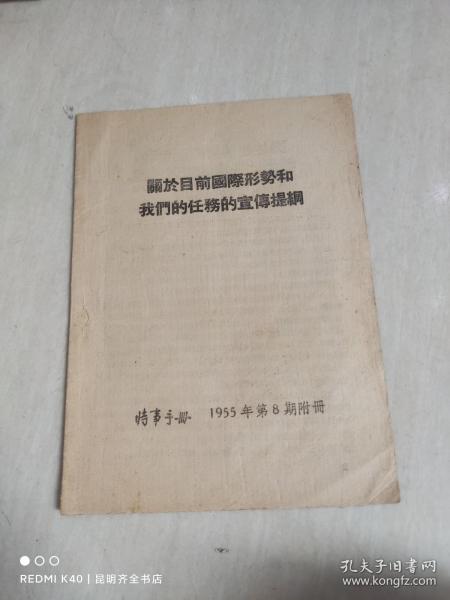 關於目前國際形勢和
我們的任務的宣傳提綱
時事手册 1955年第8期附冊
REDMI K40 | 昆明齐全书店
孔夫子旧书网
www.kongfz.com